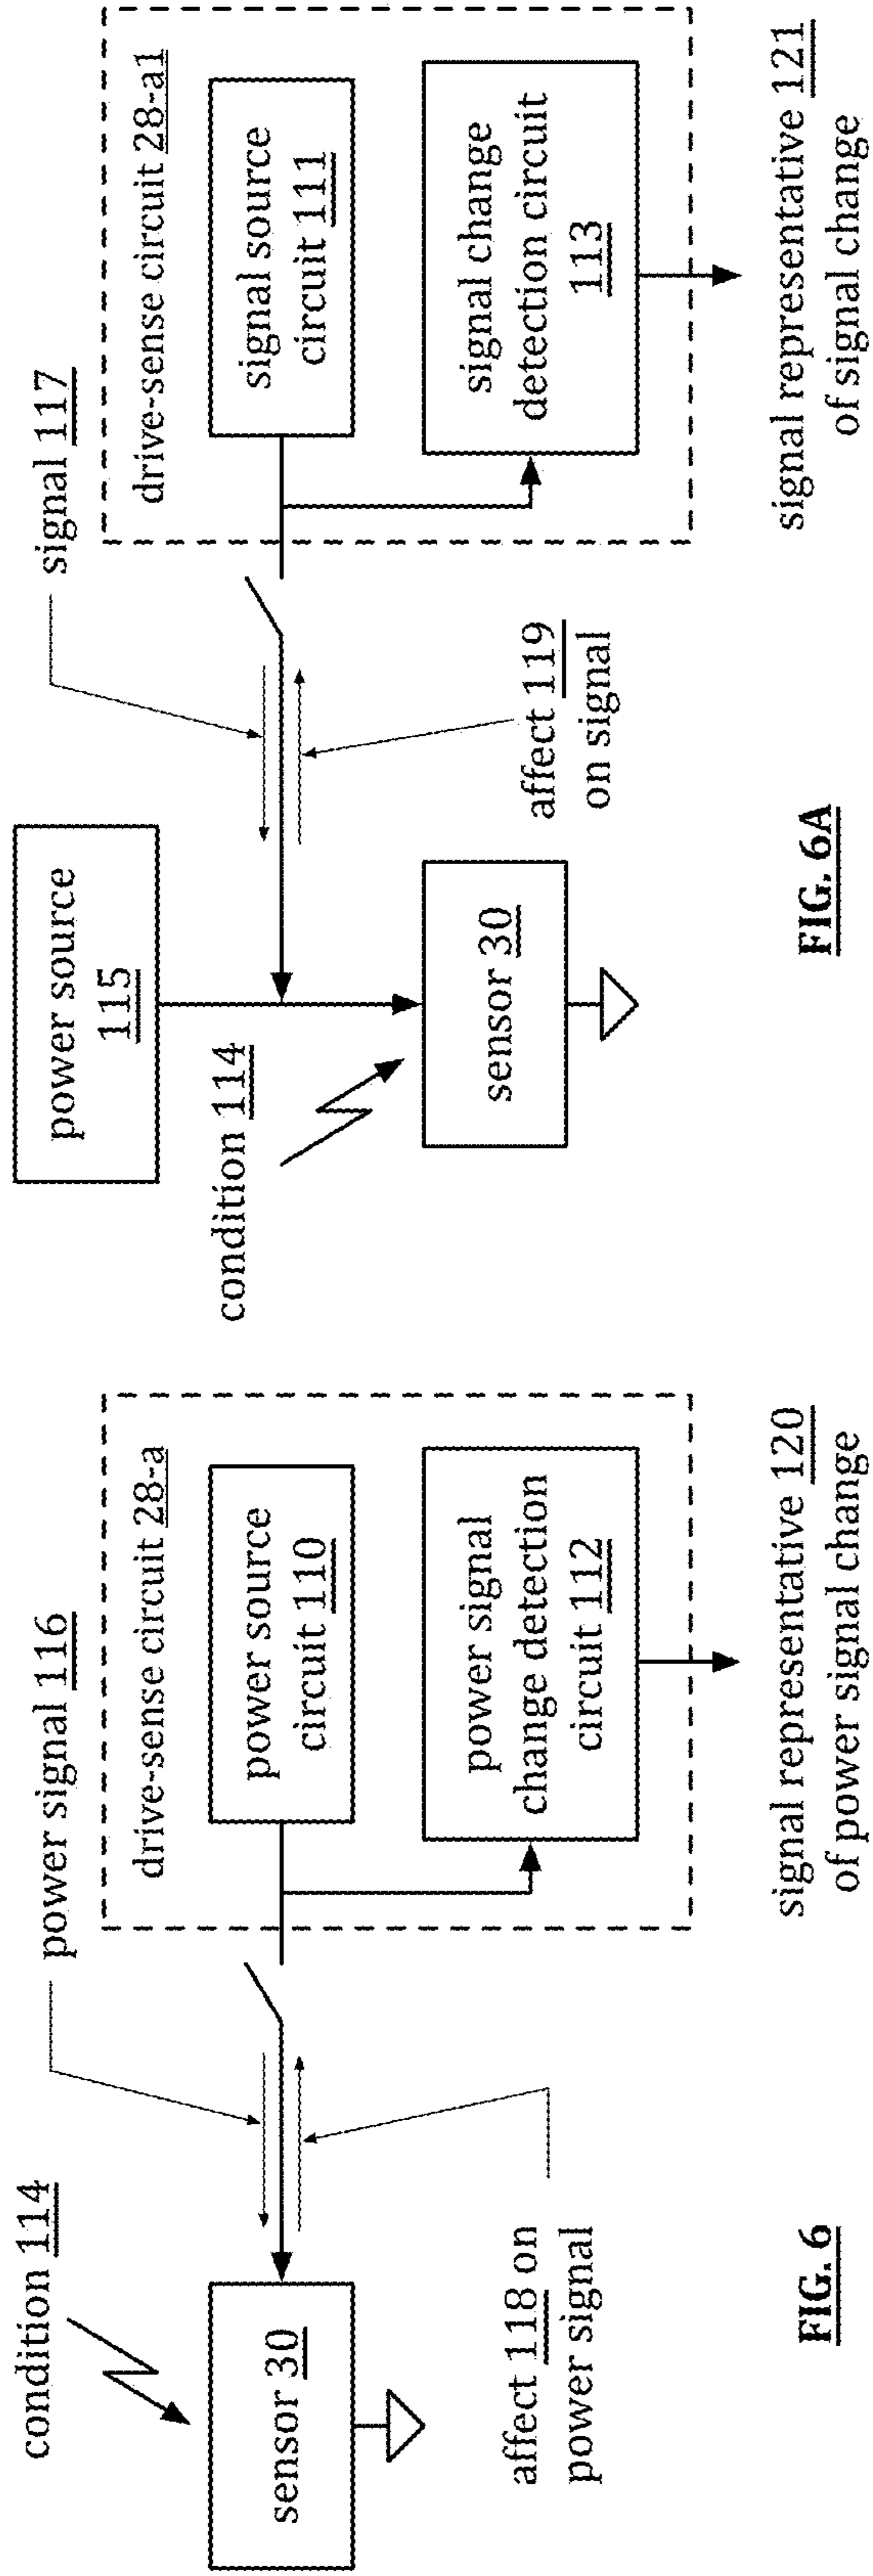 condition 114
power signal 116
sensor 30
affect 118 on
power signal
drive-sense circuit 28-a
power source
circuit 110
power signal
change detection
circuit 112
signal representative 120
of power signal change
FIG. 6
power source
115
signal 117
condition 114
sensor 30
affect 119
on signal
drive-sense circuit 28-a1
signal source
circuit 111
signal change
detection circuit
113
signal representative 121
of signal change
FIG. 6A